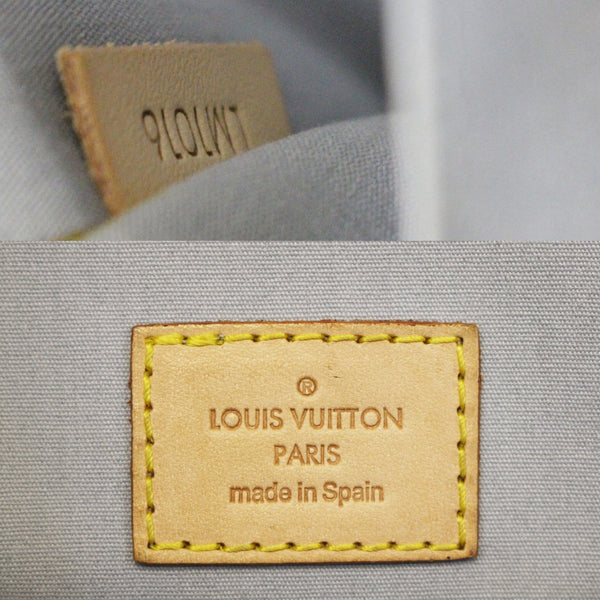 LM1016
®
LOUIS VUITTON
PARIS
made in Spain